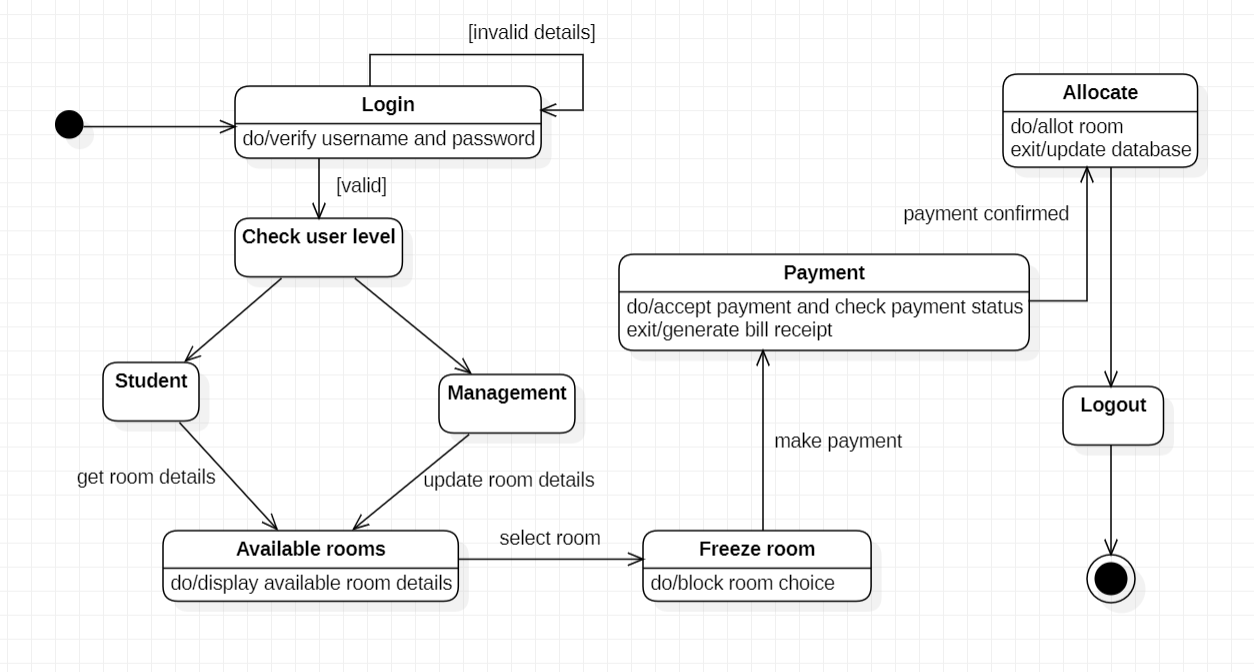 [invalid details]
Login
do/verify username and password
[valid]
Check user level
Student
Management
get room details
update room details
Available rooms
do/display available room details
select room
Freeze room
do/block room choice
make payment
Payment
do/accept payment and check payment status
exit/generate bill receipt
payment confirmed
Allocate
do/allot room
exit/update database
Logout